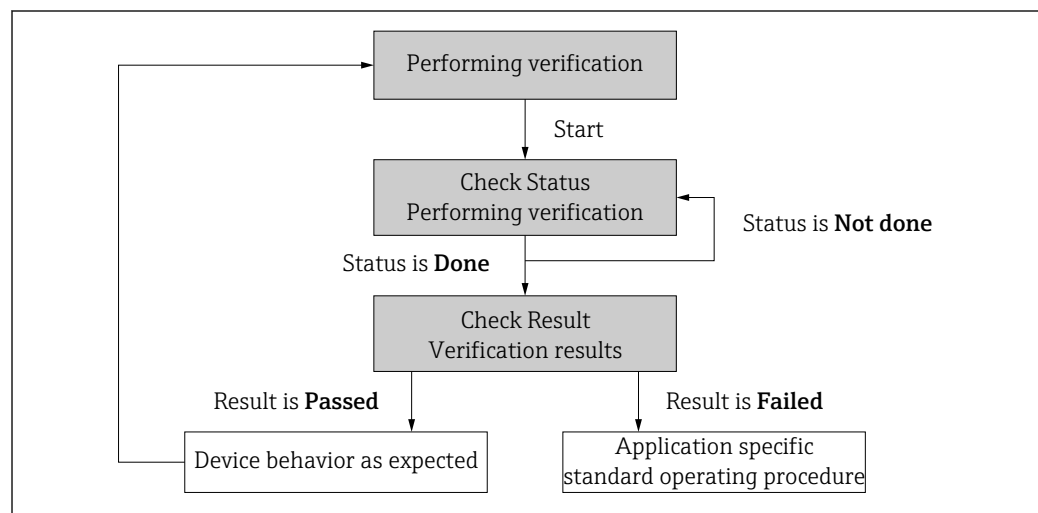 Performing verification
Start
Check Status
Performing verification
Status is Not done
Status is Done
Check Result
Verification results
Result is Passed
Result is Failed
Device behavior as expected
Application specific
standard operating procedure